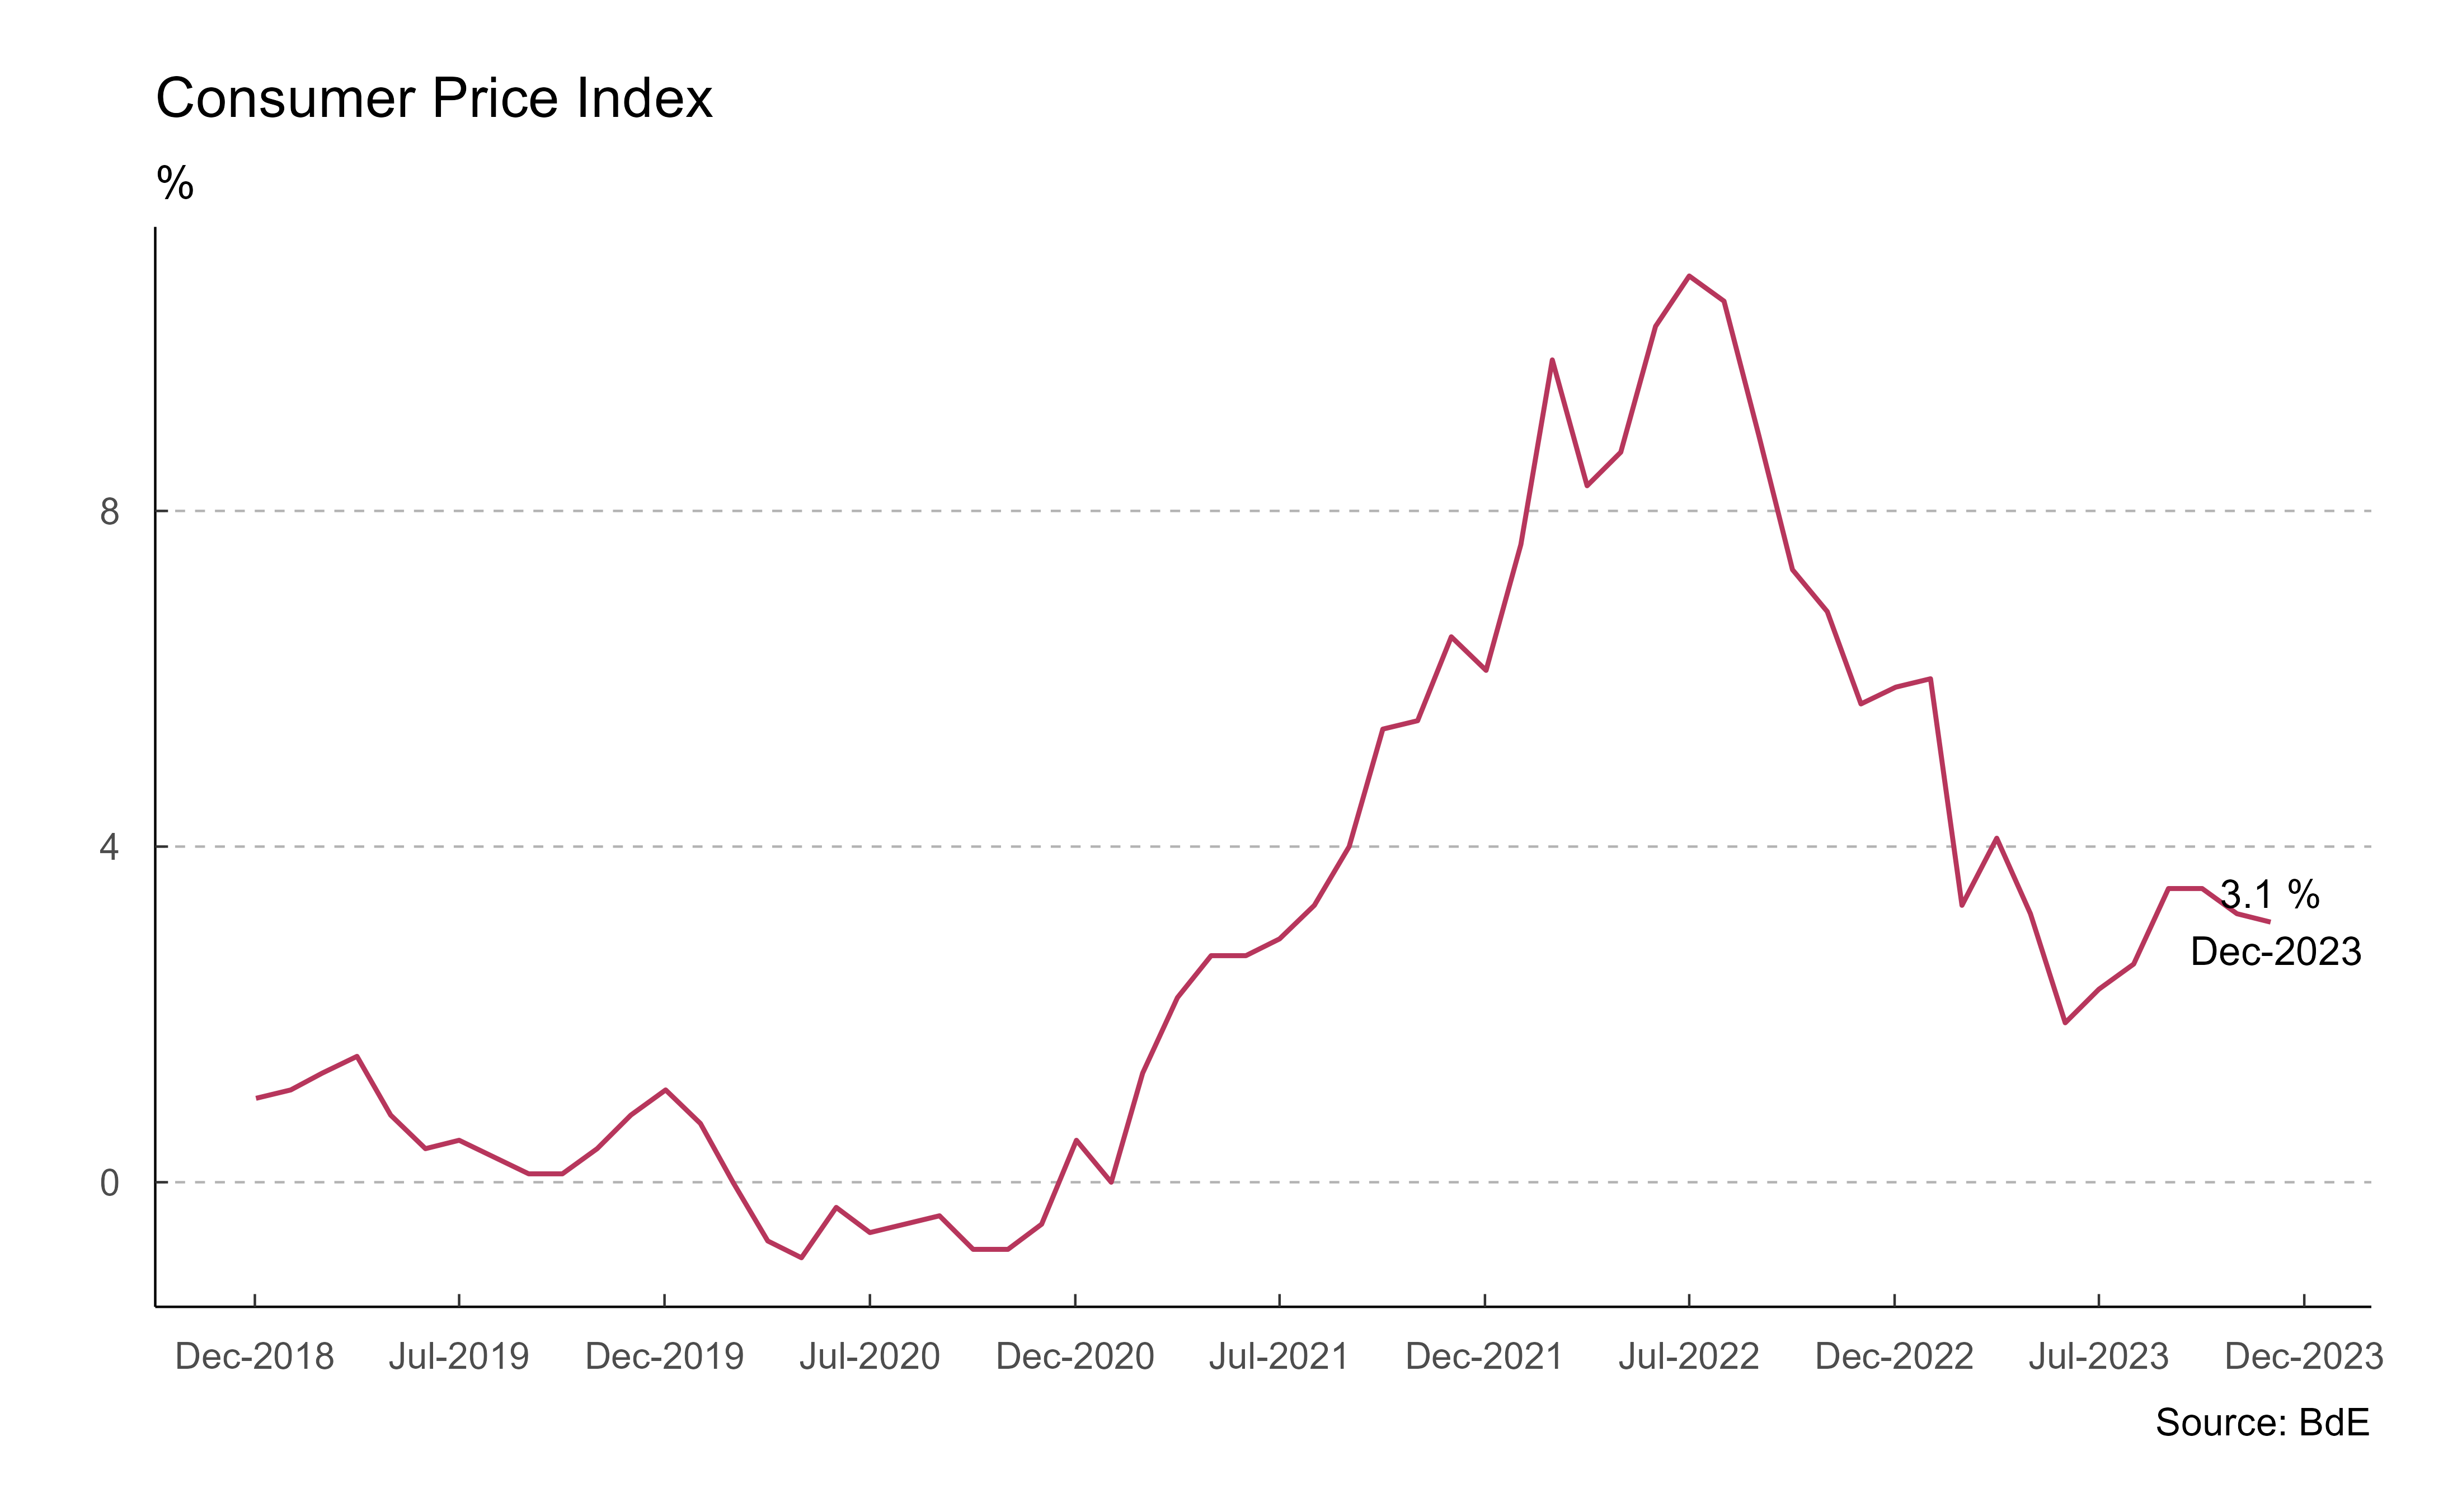 Consumer Price Index
%
8
4
3.1 %
Dec-2023
0
Dec-2018 Jul-2019 Dec-2019 Jul-2020 Dec-2020 Jul-2021 Dec-2021 Jul-2022 Dec-2022 Jul-2023 Dec-2023
Source: BdE